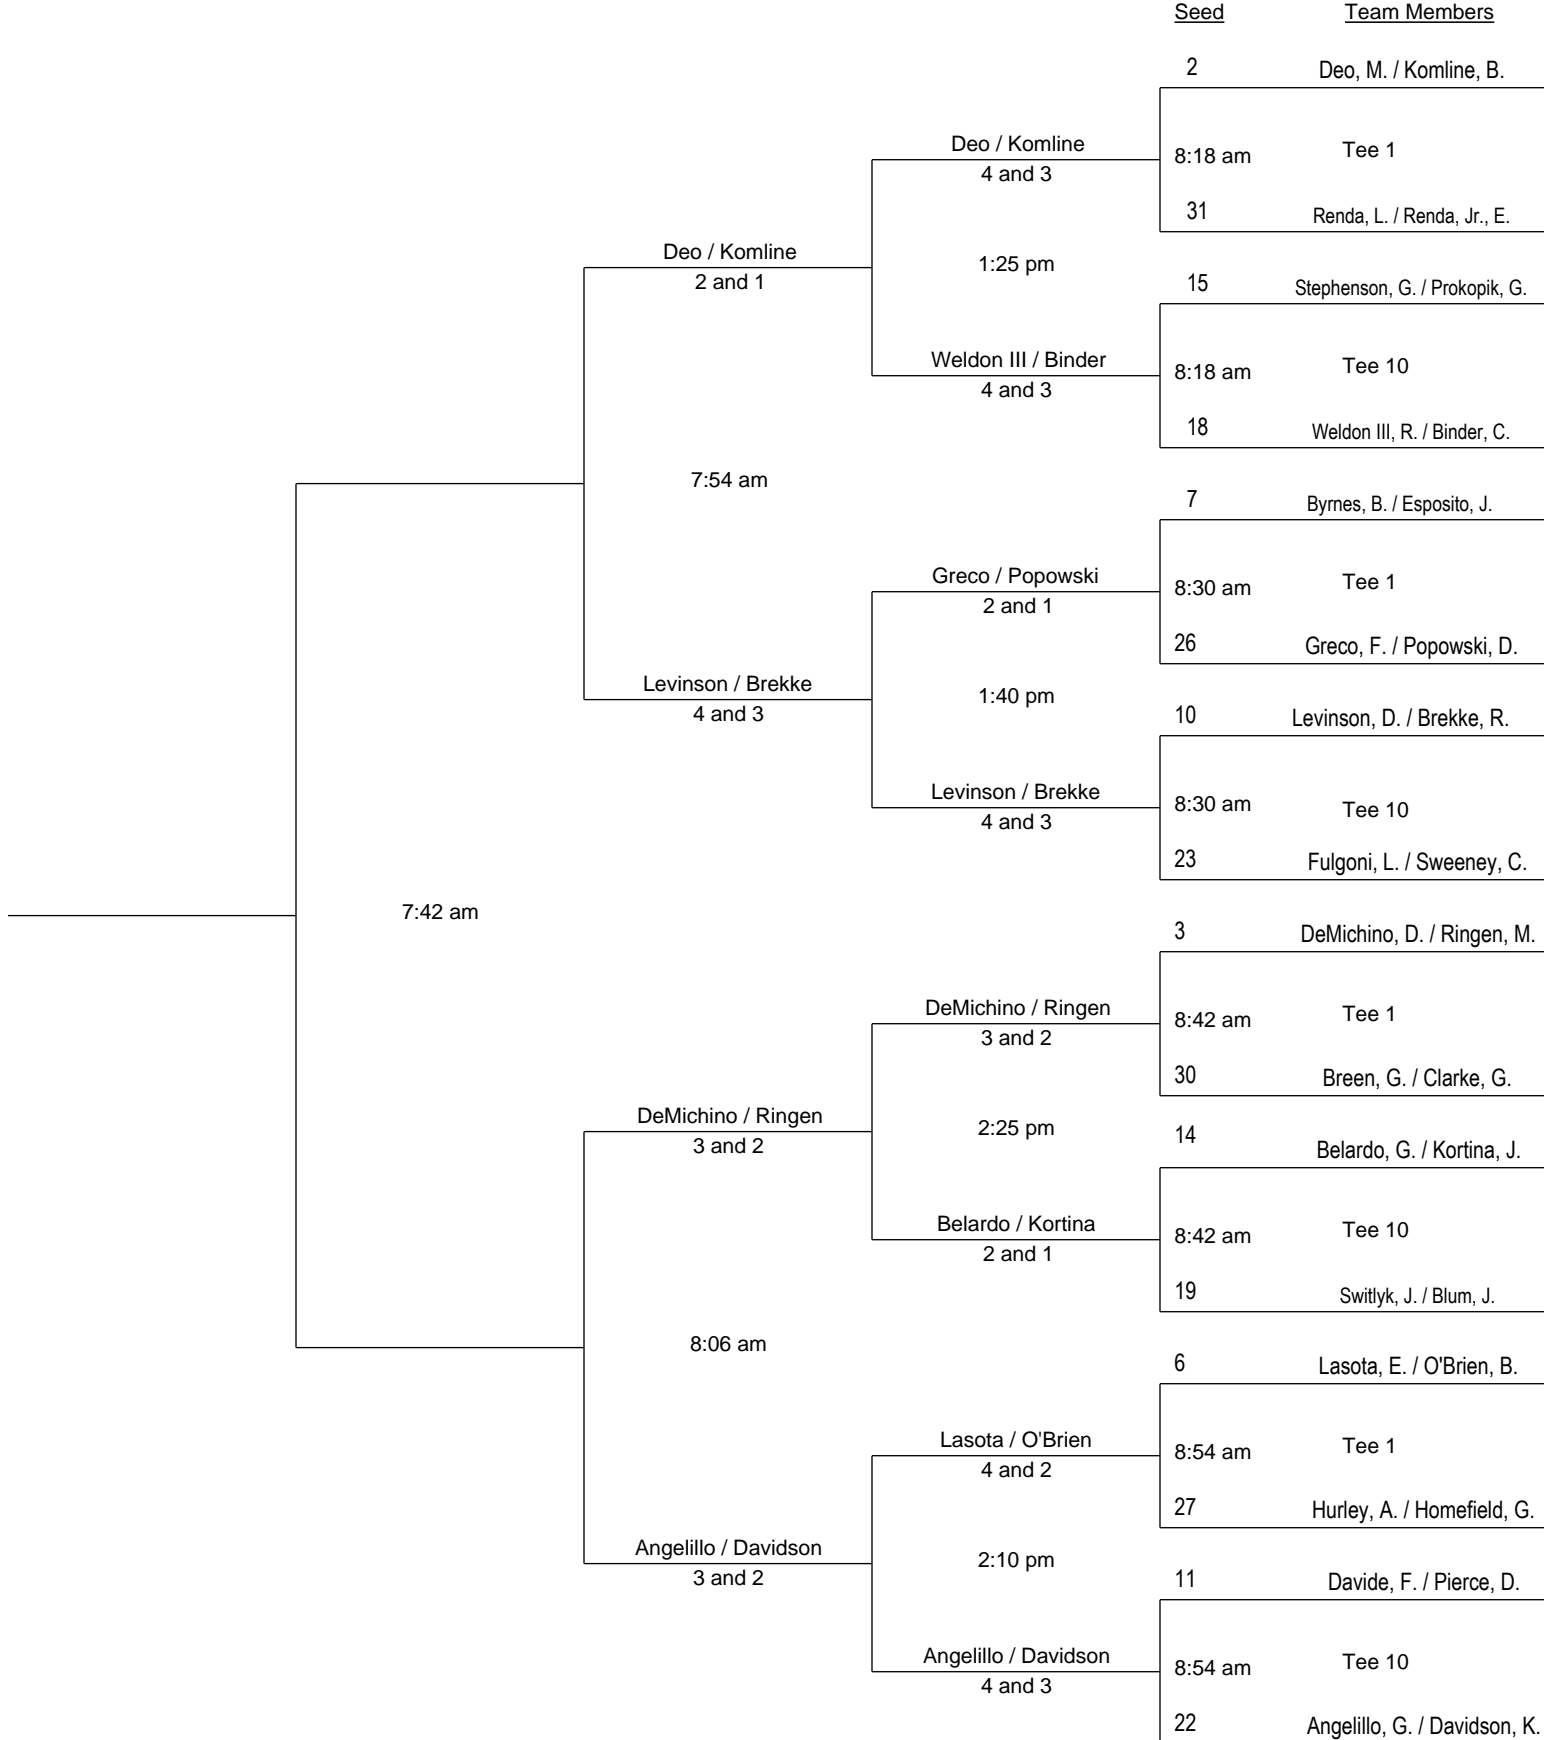 Seed Team Members
2 Deo, M. / Komline, B.
Deo / Komline
4 and 3
8:18 am Tee 1
31 Renda, L. / Renda, Jr., E.
Deo / Komline
2 and 1
1:25 pm
15 Stephenson, G. / Prokopik, G.
Weldon III / Binder
4 and 3
8:18 am Tee 10
18 Weldon III, R. / Binder, C.
7:54 am
7 Byrnes, B. / Esposito, J.
Greco / Popowski
2 and 1
8:30 am Tee 1
26 Greco, F. / Popowski, D.
Levinson / Brekke
4 and 3
1:40 pm
10 Levinson, D. / Brekke, R.
Levinson / Brekke
4 and 3
8:30 am Tee 10
23 Fulgoni, L. / Sweeney, C.
7:42 am
3 DeMichino, D. / Ringen, M.
DeMichino / Ringen
3 and 2
8:42 am Tee 1
30 Breen, G. / Clarke, G.
DeMichino / Ringen
3 and 2
2:25 pm
14 Belardo, G. / Kortina, J.
Belardo / Kortina
2 and 1
8:42 am Tee 10
19 Switlyk, J. / Blum, J.
8:06 am
6 Lasota, E. / O'Brien, B.
Lasota / O'Brien
4 and 2
8:54 am Tee 1
27 Hurley, A. / Homefield, G.
Angelillo / Davidson
3 and 2
2:10 pm
11 Davide, F. / Pierce, D.
Angelillo / Davidson
4 and 3
8:54 am Tee 10
22 Angelillo, G. / Davidson, K.